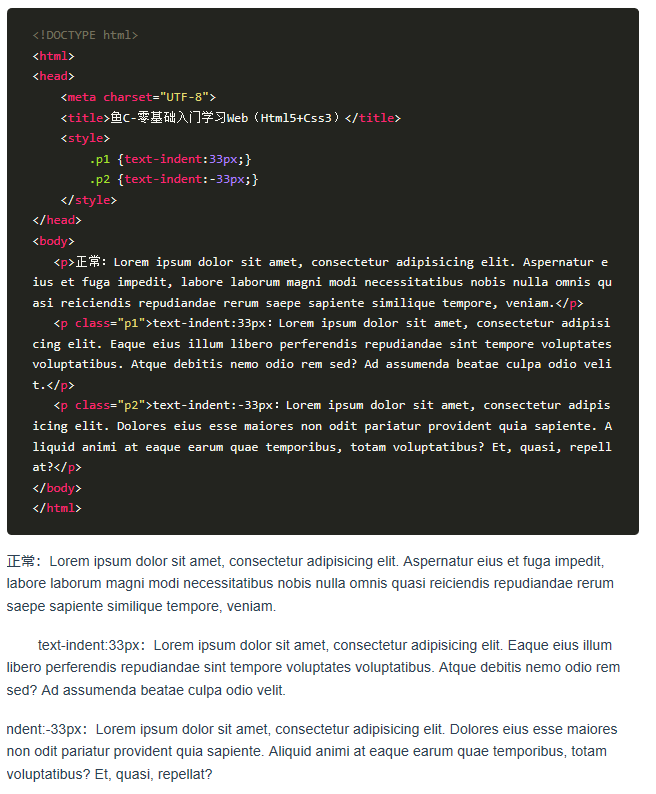 <!DOCTYPE html>
<html>
<head>
    <meta charset="UTF-8">
    <title>鱼C-零基础入门学习Web（Html5+Css3）</title>
    <style>
        .p1 {text-indent:33px;}
        .p2 {text-indent:-33px;}
    </style>
</head>
<body>
   <p>正常：Lorem ipsum dolor sit amet, consectetur adipisicing elit. Aspernatur e
ius et fuga impedit, labore laborum magni modi necessitatibus nobis nulla omnis qu
asi reiciendis repudiandae rerum saepe sapiente similique tempore, veniam.</p>
   <p class="p1">text-indent:33px：Lorem ipsum dolor sit amet, consectetur adipisi
cing elit. Eaque eius illum libero perferendis repudiandae sint tempore voluptates
voluptatibus. Atque debitis nemo odio rem sed? Ad assumenda beatae culpa odio veli
t.</p>
   <p class="p2">text-indent:-33px：Lorem ipsum dolor sit amet, consectetur adipis
icing elit. Dolores eius esse maiores non odit pariatur provident quia sapiente. A
liquid animi at eaque earum quae temporibus, totam voluptatibus? Et, quasi, repell
at?</p>
</body>
</html>
正常：Lorem ipsum dolor sit amet, consectetur adipisicing elit. Aspernatur eius et fuga impedit,
labore laborum magni modi necessitatibus nobis nulla omnis quasi reiciendis repudiandae rerum
saepe sapiente similique tempore, veniam.
text-indent:33px：Lorem ipsum dolor sit amet, consectetur adipisicing elit. Eaque eius illum
libero perferendis repudiandae sint tempore voluptates voluptatibus. Atque debitis nemo odio rem
sed? Ad assumenda beatae culpa odio velit.
ndent:-33px：Lorem ipsum dolor sit amet, consectetur adipisicing elit. Dolores eius esse maiores
non odit pariatur provident quia sapiente. Aliquid animi at eaque earum quae temporibus, totam
voluptatibus? Et, quasi, repellat?